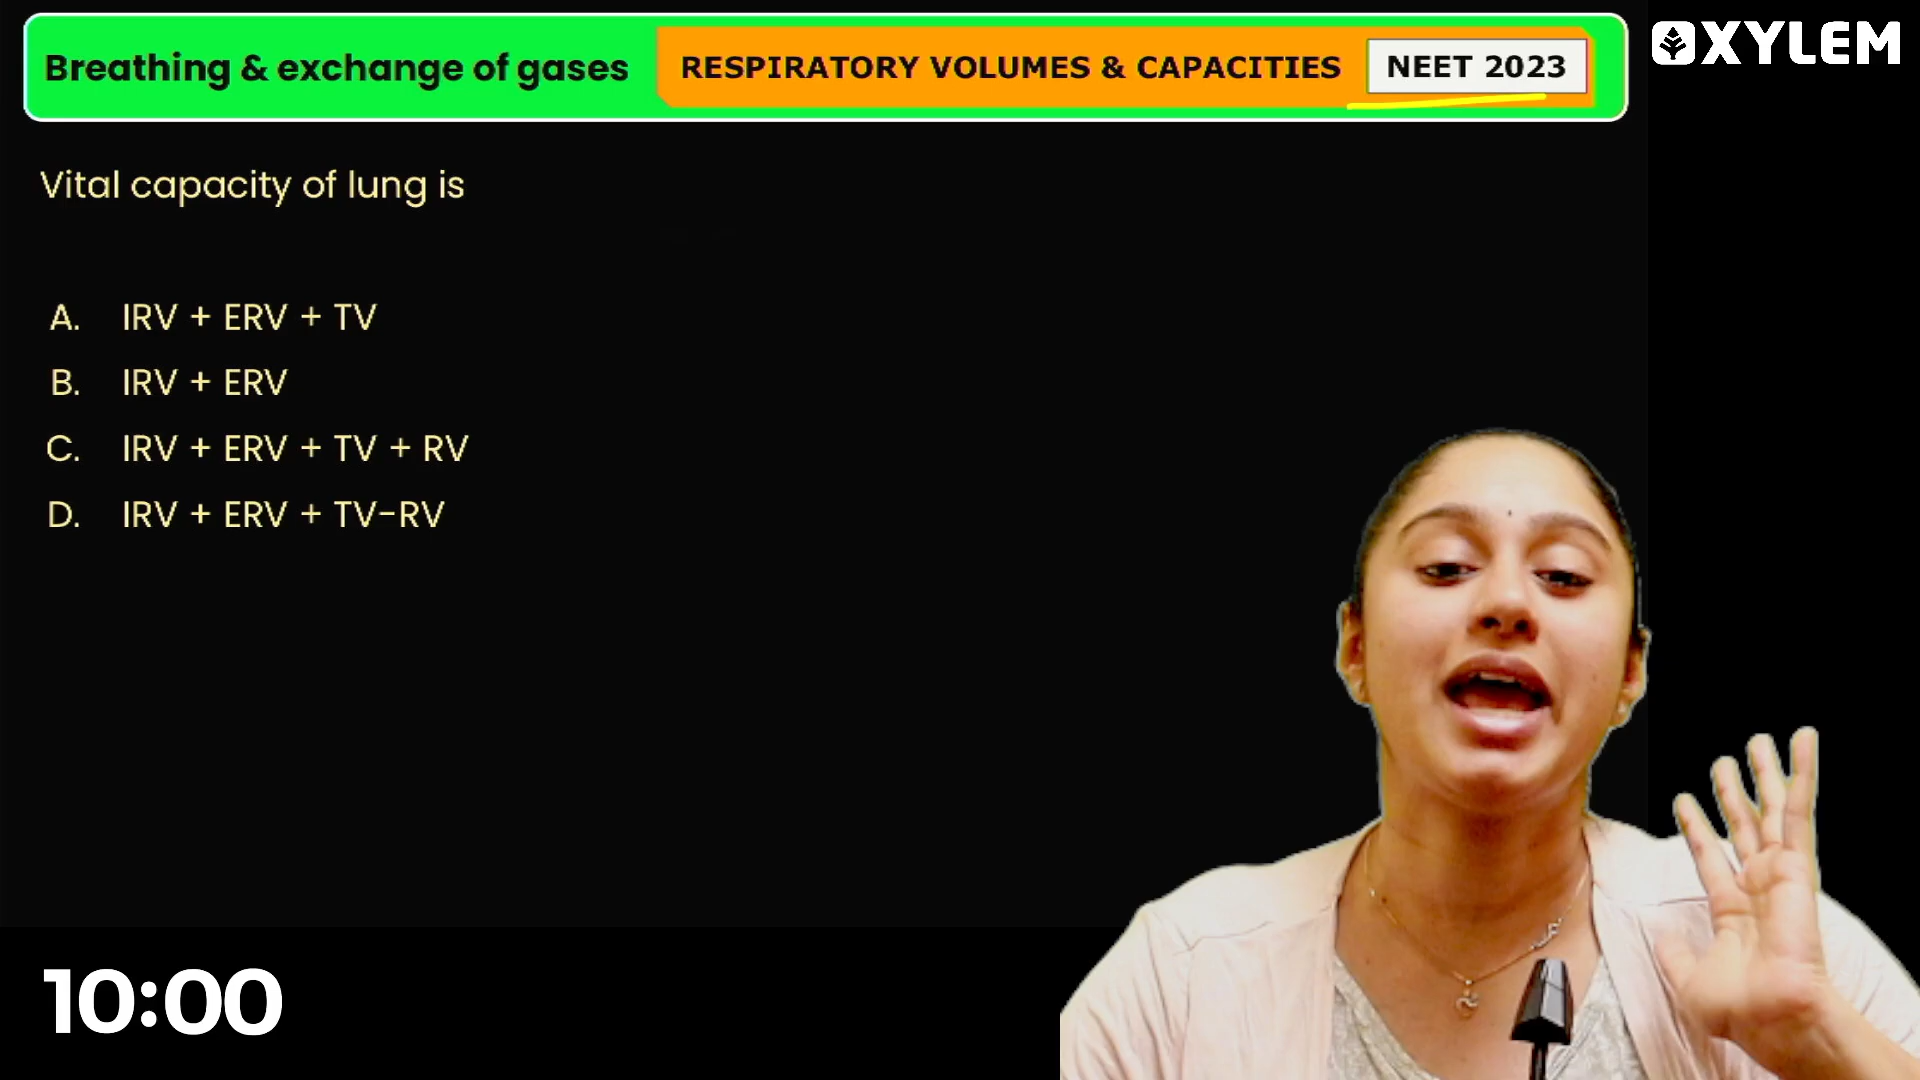 Breathing & exchange of gases
RESPIRATORY VOLUMES & CAPACITIES
NEET 2023
XYLEM
Vital capacity of lung is
A. IRV + ERV + TV
B. IRV + ERV
C. IRV + ERV + TV + RV
D. IRV + ERV + TV-RV
10:00